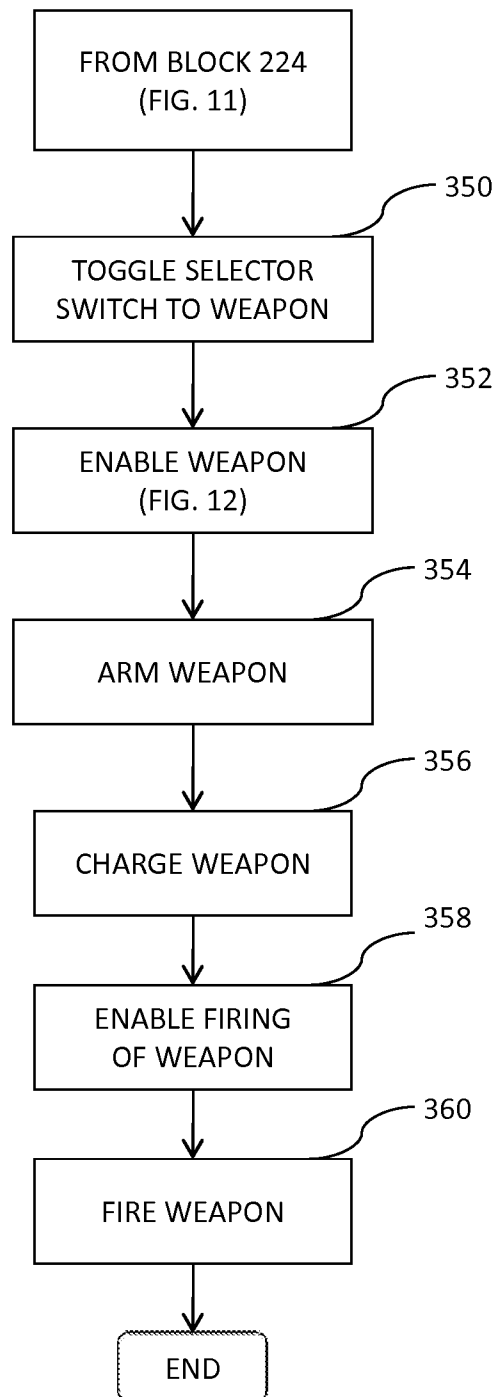 FROM BLOCK 224
(FIG. 11)
350
TOGGLE SELECTOR
SWITCH TO WEAPON
352
ENABLE WEAPON
(FIG. 12)
354
ARM WEAPON
356
CHARGE WEAPON
358
ENABLE FIRING
OF WEAPON
360
FIRE WEAPON
END